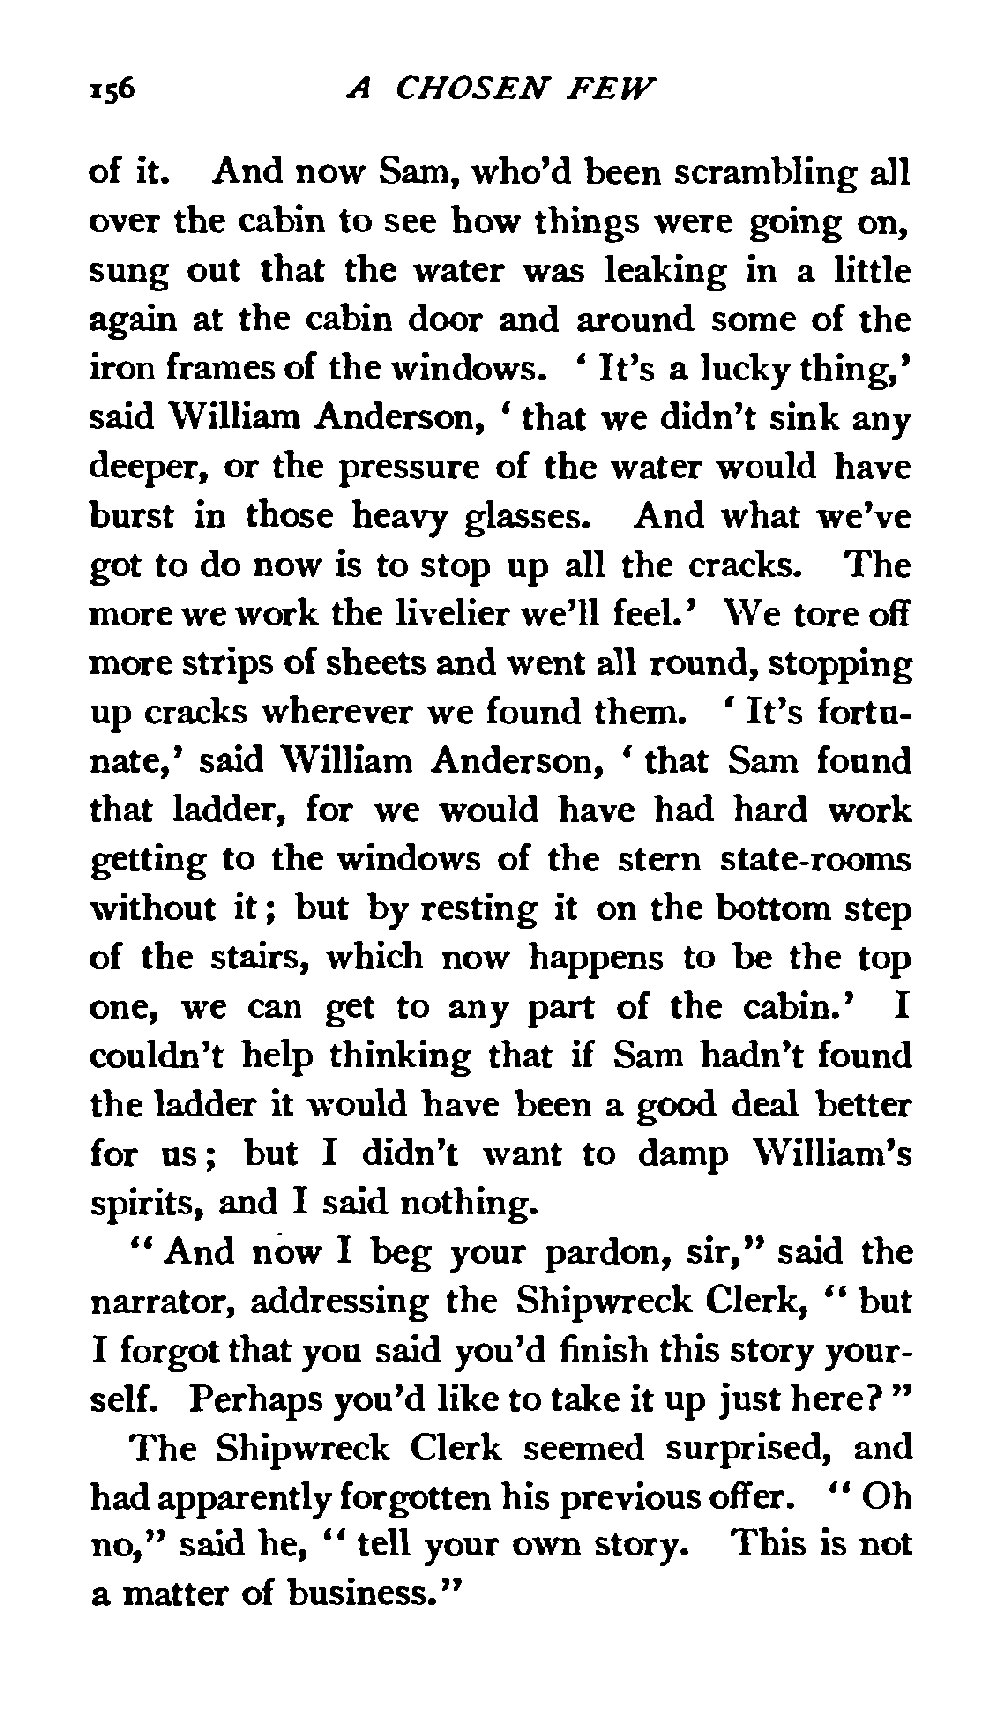 156 A CHOSEN FEW
of it. And now Sam, who'd been scrambling all
over the cabin to see how things were going on,
sung out that the water was leaking in a little
again at the cabin door and around some of the
iron frames of the windows. ‘ It's a lucky thing,’
said William Anderson, ‘ that we didn't sink any
deeper, or the pressure of the water would have
burst in those heavy glasses. And what we've
got to do now is to stop up all the cracks. The
more we work the livelier we'll feel.’ We tore off
more strips of sheets and went all round, stopping
up cracks wherever we found them. ‘ It's fortu-
nate,’ said William Anderson, ‘ that Sam found
that ladder, for we would have had hard work
getting to the windows of the stern state-rooms
without it ; but by resting it on the bottom step
of the stairs, which now happens to be the top
one, we can get to any part of the cabin.’ I
couldn't help thinking that if Sam hadn't found
the ladder it would have been a good deal better
for us ; but I didn't want to damp William's
spirits, and I said nothing.
“ And now I beg your pardon, sir,” said the
narrator, addressing the Shipwreck Clerk, “ but
I forgot that you said you'd finish this story your-
self. Perhaps you'd like to take it up just here? ”
The Shipwreck Clerk seemed surprised, and
had apparently forgotten his previous offer. “ Oh
no,” said he, “ tell your own story. This is not
a matter of business.”